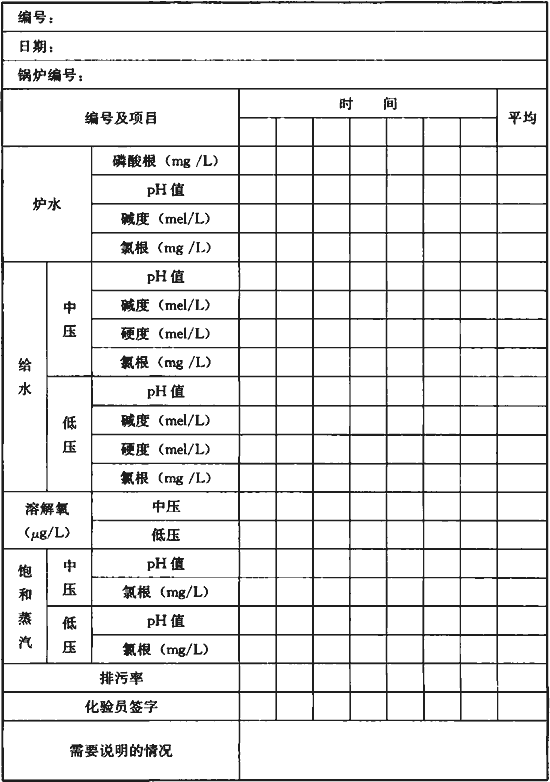 编号：
日期：
锅炉编号：
编号及项目 时 间 平均
炉水 磷酸根（mg /L）
pH 值
碱度（mel/L）
氯根（mg /L）
给水 中压 pH 值
碱度（mel/L）
硬度（mel/L）
氯根（mg /L）
低压 pH 值
碱度（mel/L）
硬度（mel/L）
氯根（mg /L）
溶解氧（μg/L） 中压
低压
饱和蒸汽 中压 pH 值
氯根（mg/L）
低压 pH 值
氯根（mg/L）
排污率
化验员签字
需要说明的情况